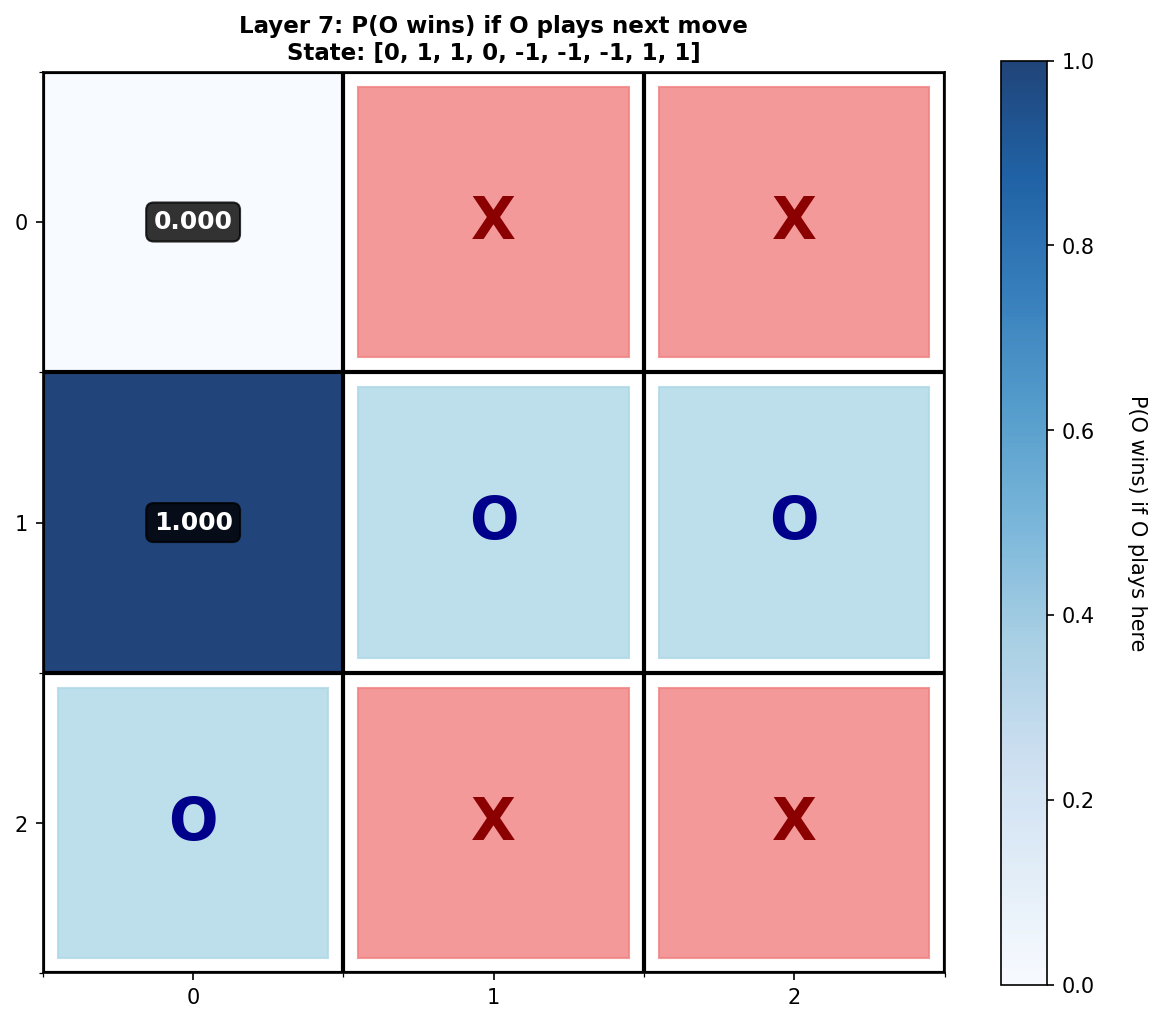 Layer 7: P(O wins) if O plays next move
State: [0, 1, 1, 0, -1, -1, -1, 1, 1]
0 0.000 X X
1 1.000 O O
2 O X X
0 1 2
1.0
0.8
0.6
0.4
0.2
0.0
P(O wins) if O plays here